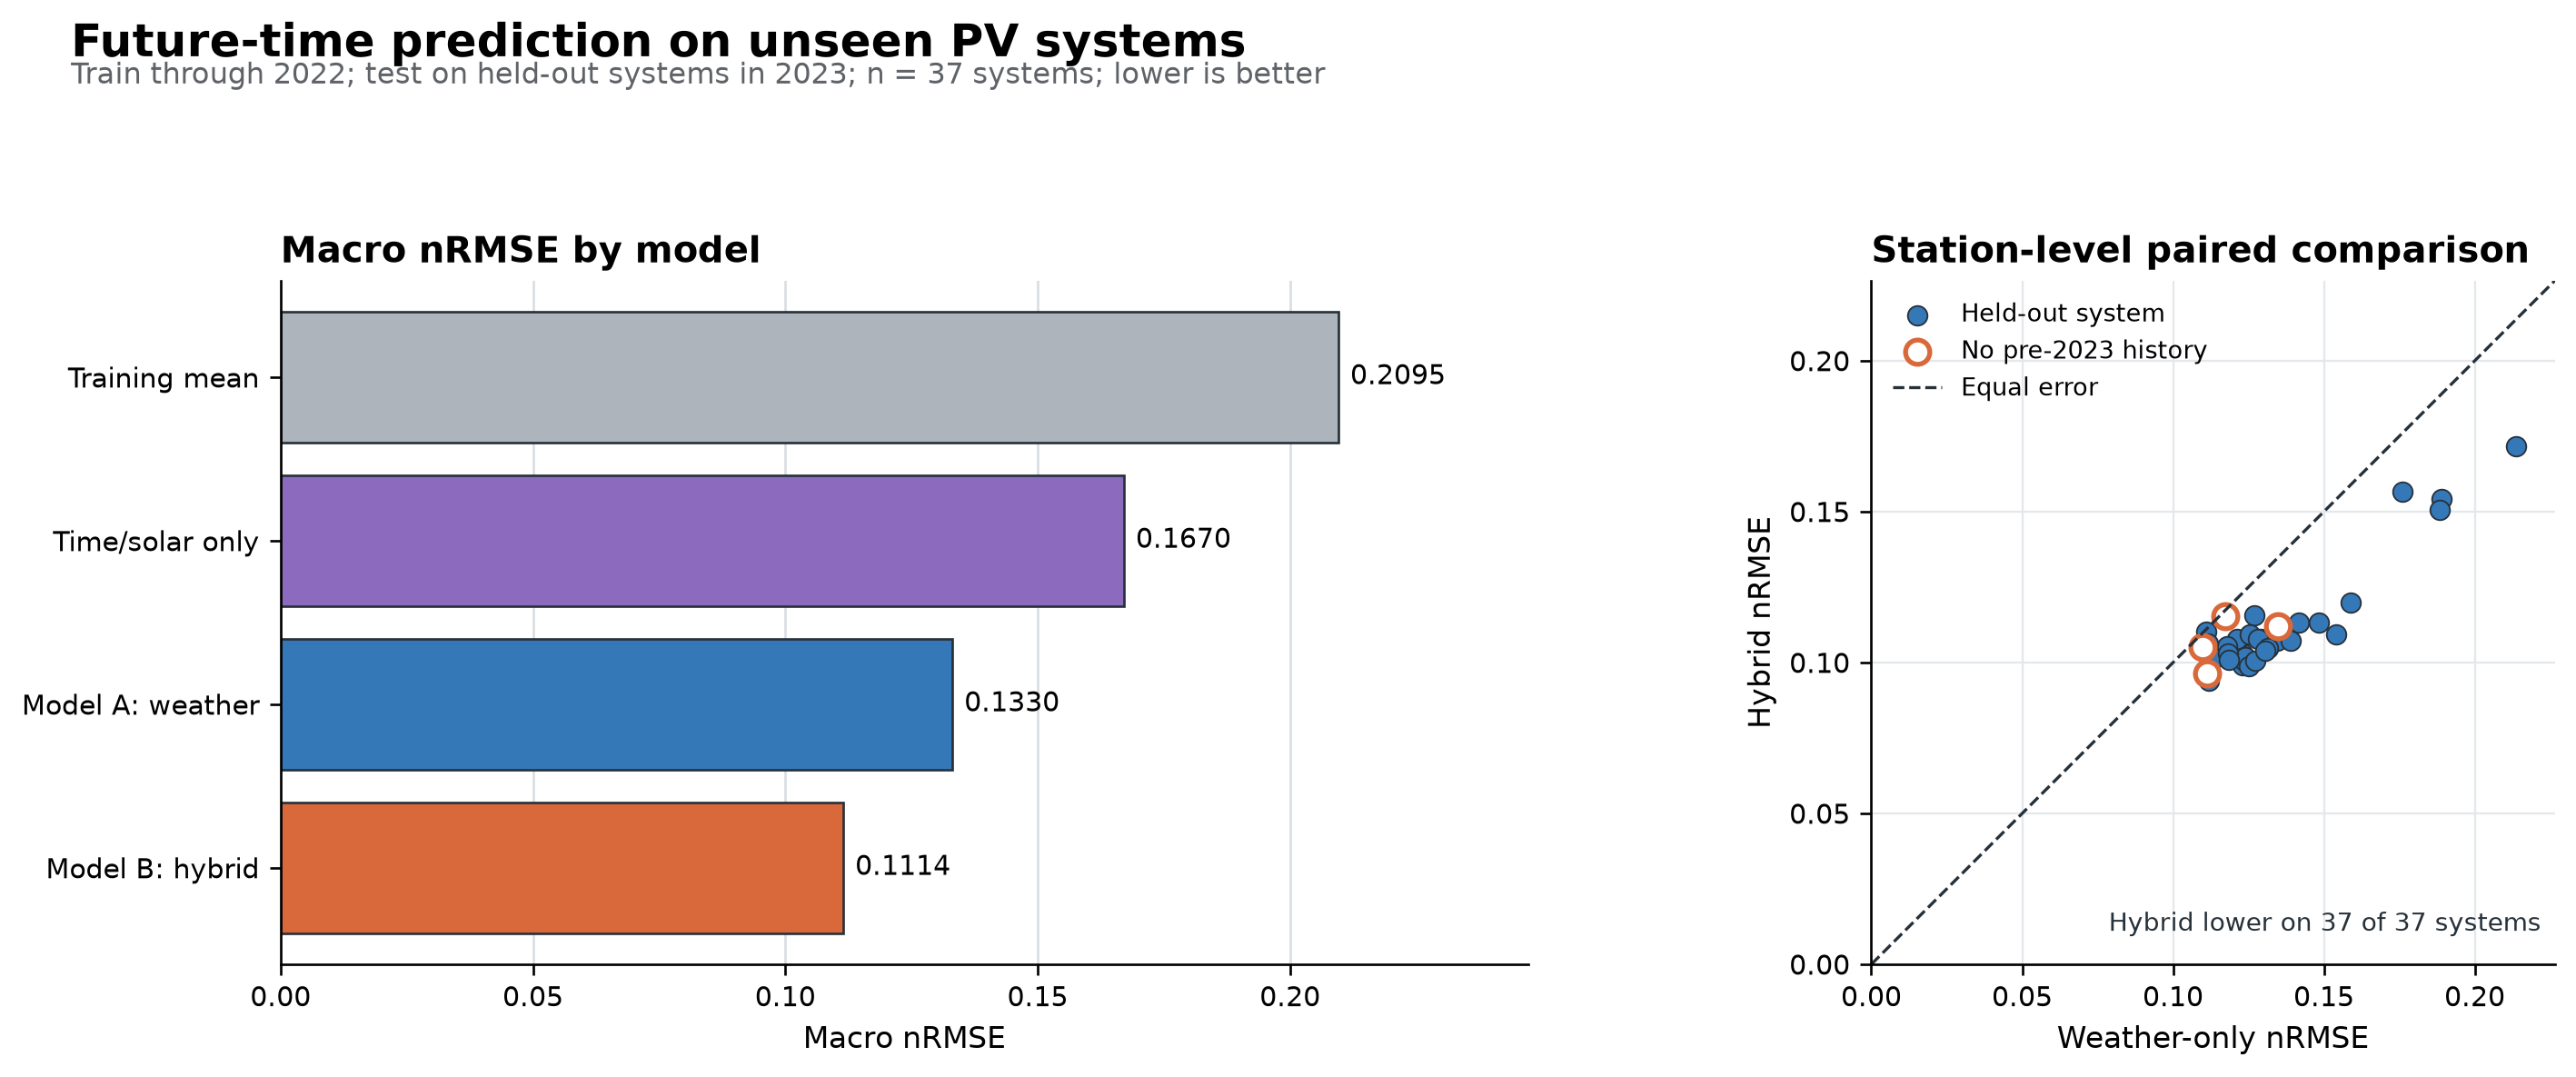 Future-time prediction on unseen PV systems
Train through 2022; test on held-out systems in 2023; n = 37 systems; lower is better
Macro nRMSE by model
Training mean
0.2095
Time/solar only
0.1670
Model A: weather
0.1330
Model B: hybrid
0.1114
0.00 0.05 0.10 0.15 0.20
Macro nRMSE
Station-level paired comparison
Held-out system
No pre-2023 history
Equal error
0.20
0.15
0.10
0.05
0.00
Hybrid nRMSE
Hybrid lower on 37 of 37 systems
0.00 0.05 0.10 0.15 0.20
Weather-only nRMSE